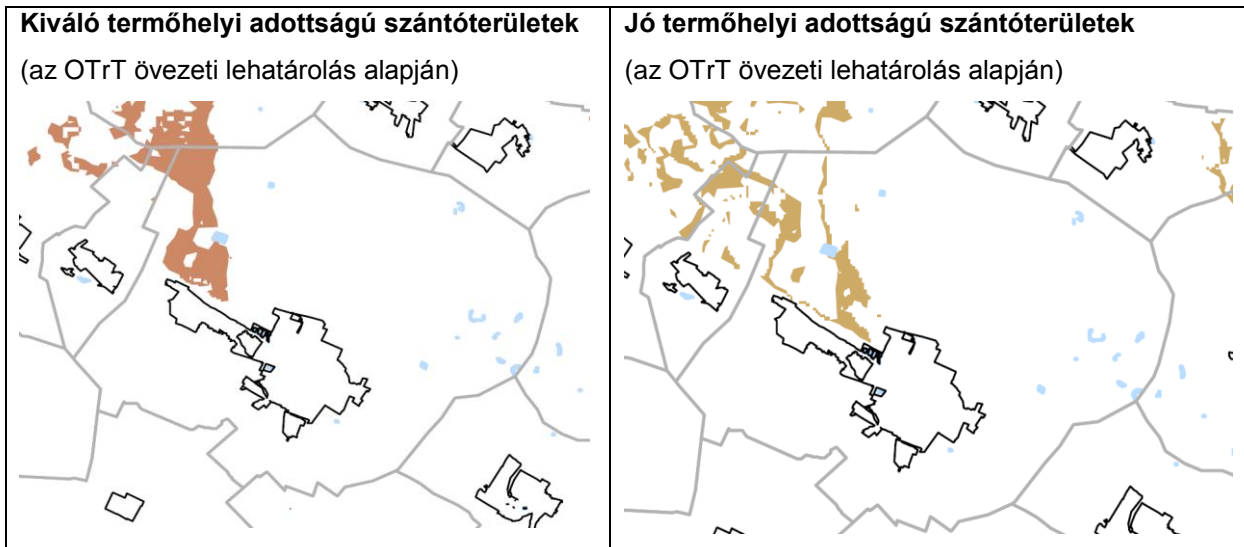 Kiváló termőhelyi adottságú szántóterületek
(az OTrT övezeti lehatárolás alapján)
Jó termőhelyi adottságú szántóterületek
(az OTrT övezeti lehatárolás alapján)